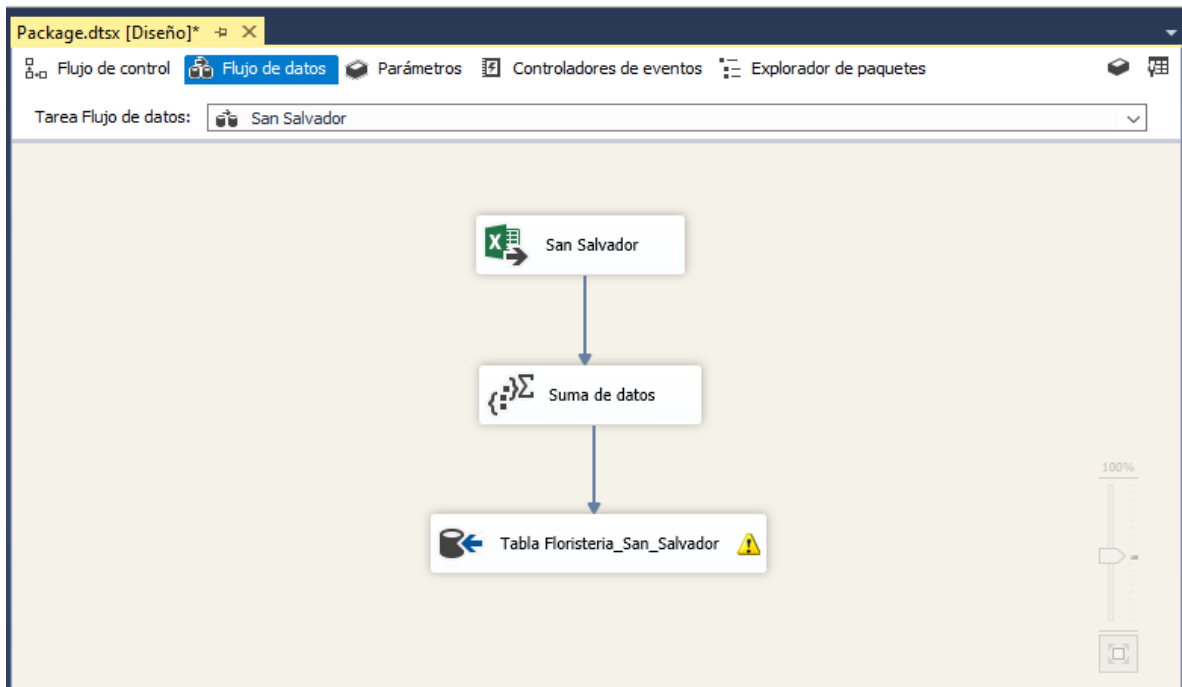 Package.dtsx [Diseño]*
Flujo de control Flujo de datos Parámetros Controladores de eventos Explorador de paquetes
Tarea Flujo de datos: San Salvador
San Salvador
Suma de datos
Tabla Floristeria_San_Salvador
100%